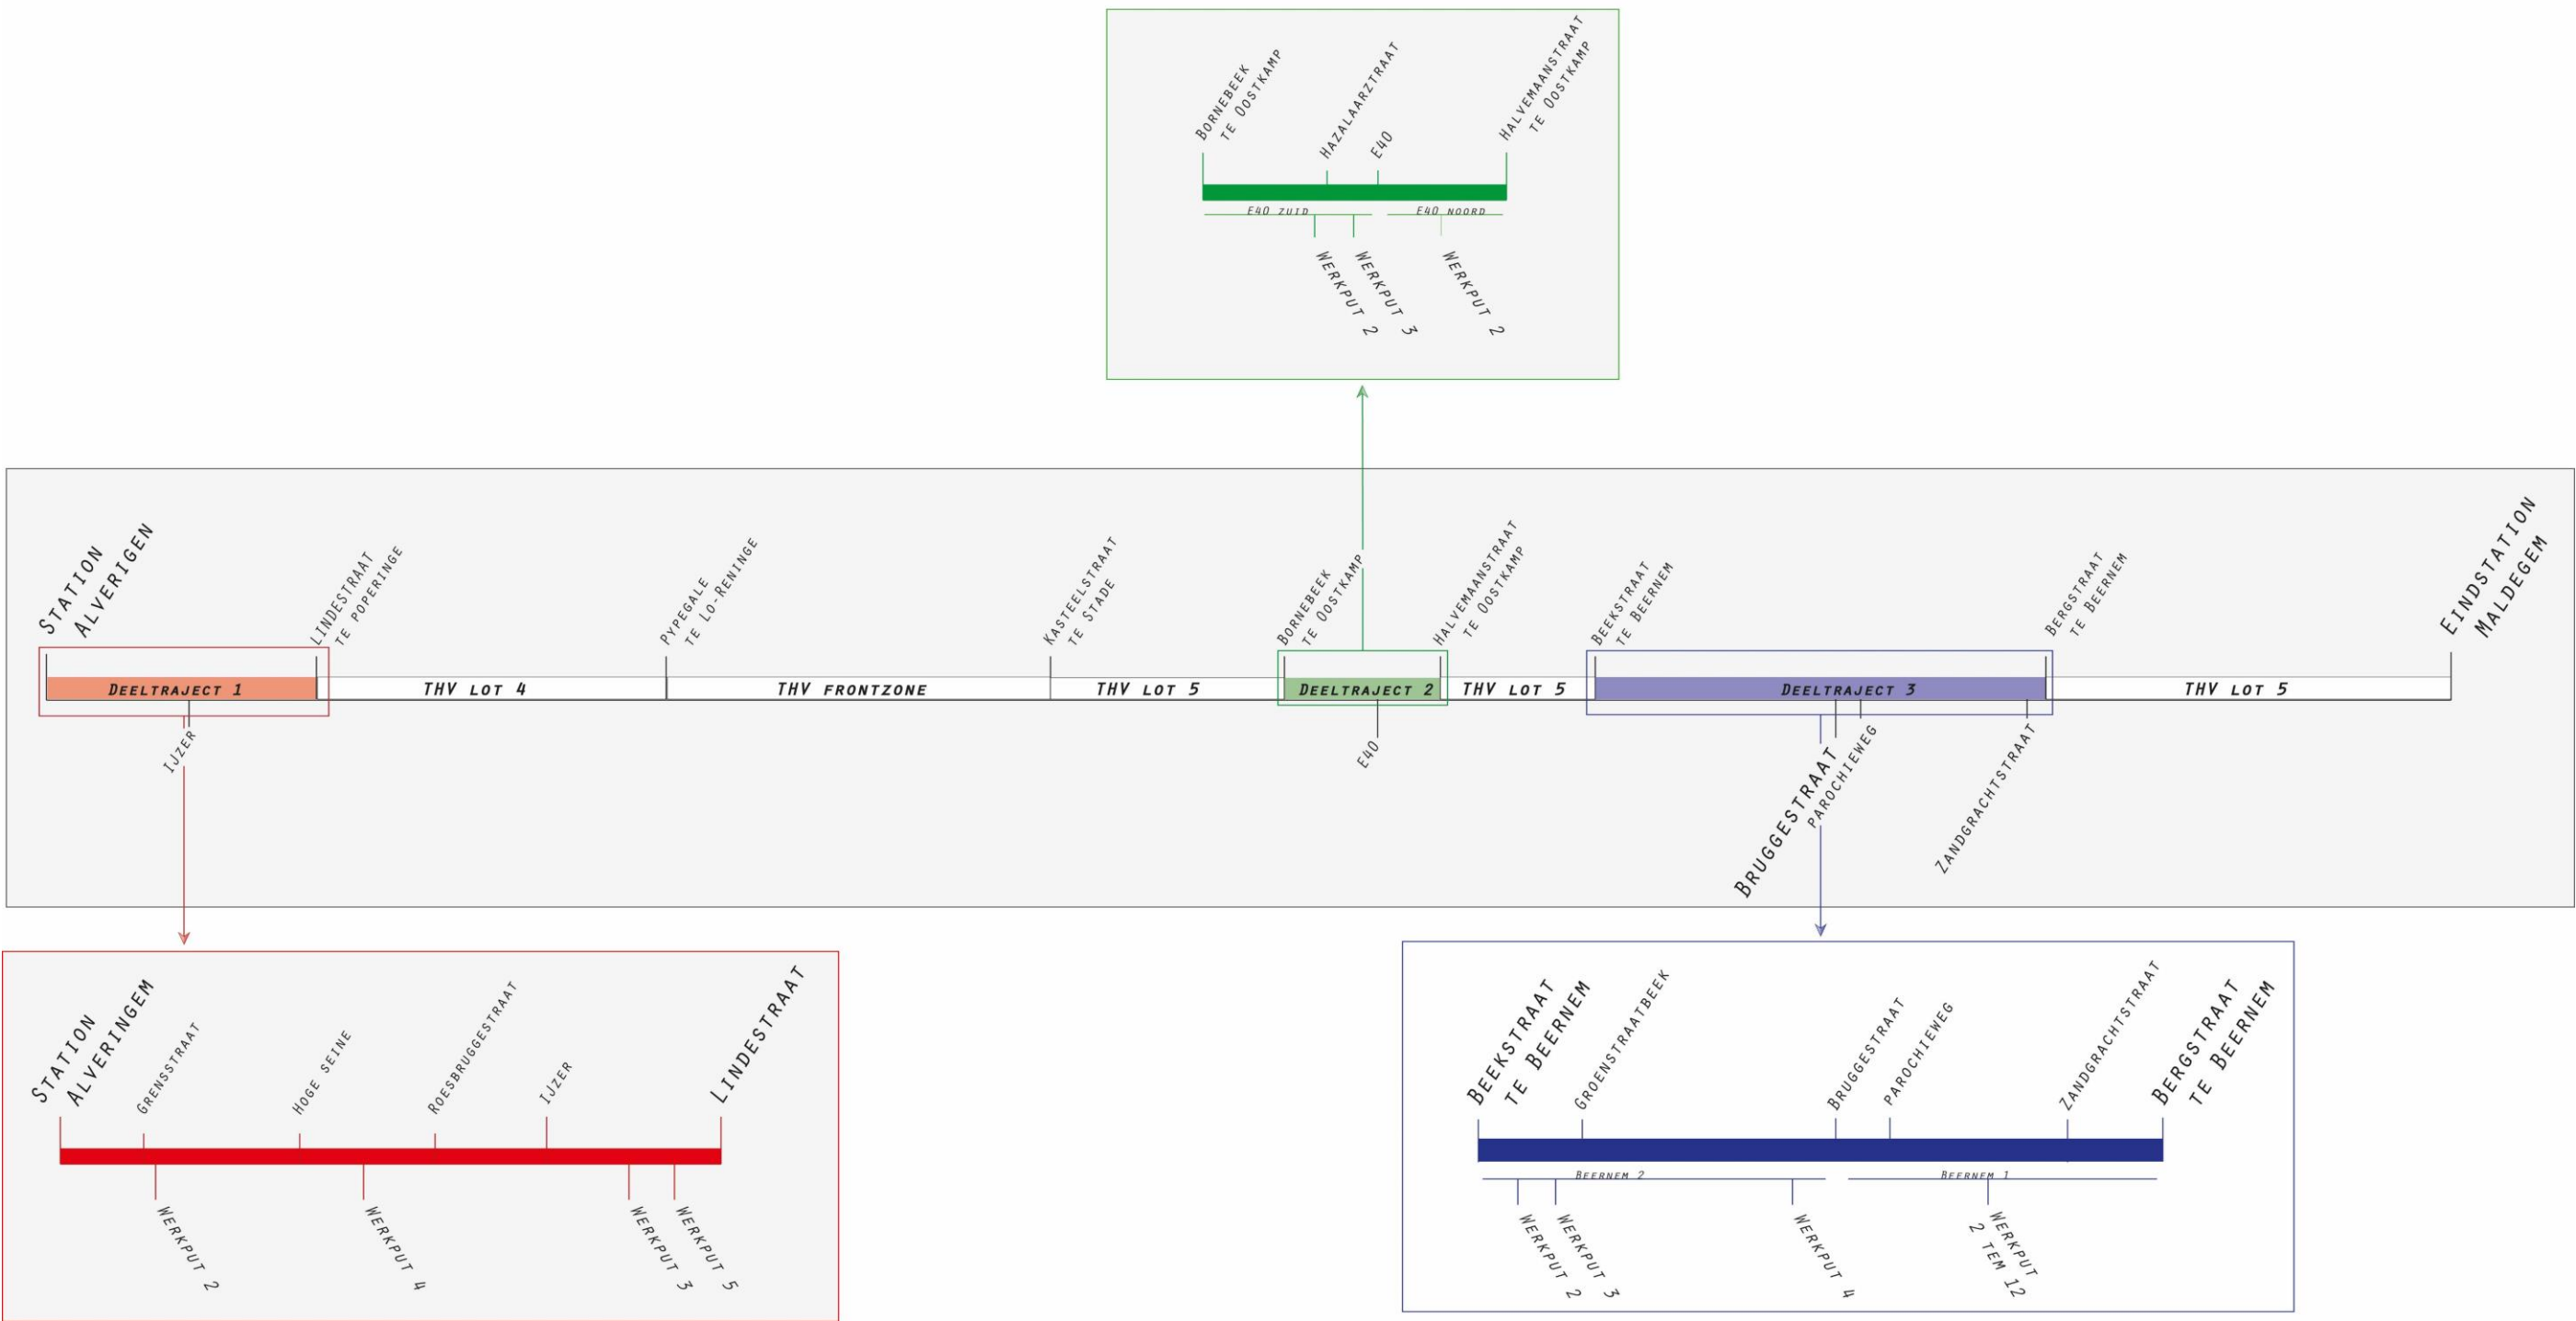 Bornebeek
te Oostkamp
Hazalaarztraat
E40
Halvemaanstraat
te Oostkamp
E40 zuid
E40 noord
Werkput 2
Werkput 3
Werkput 2
Station
Alverigen
Lindestraat
te poperinge
Pypegale
te Lo-Reninge
Kasteelstraat
te Stade
Bornebeek
te Oostkamp
Halvemaanstraat
te Oostkamp
Beekstraat
te Beernem
Bergstraat
te Beernem
Eindstation
Maldegem
Deeltraject 1
THV lot 4
THV frontzone
THV lot 5
Deeltraject 2
THV lot 5
Deeltraject 3
THV lot 5
IJzer
E40
Bruggestraat
parochieweg
Zandgrachtstraat
Station
Alveringem
Grensstraat
Hoge seine
Roesbruggestraat
IJzer
Lindestraat
Werkput 2
Werkput 4
Werkput 3
Werkput 5
Beekstraat
te Beernem
Groenstraatbeek
Bruggestraat
parochieweg
Zandgrachtstraat
Bergstraat
te Beernem
Beernem 2
Beernem 1
Werkput 2
Werkput 3
Werkput 4
Werkput
2 tem 12